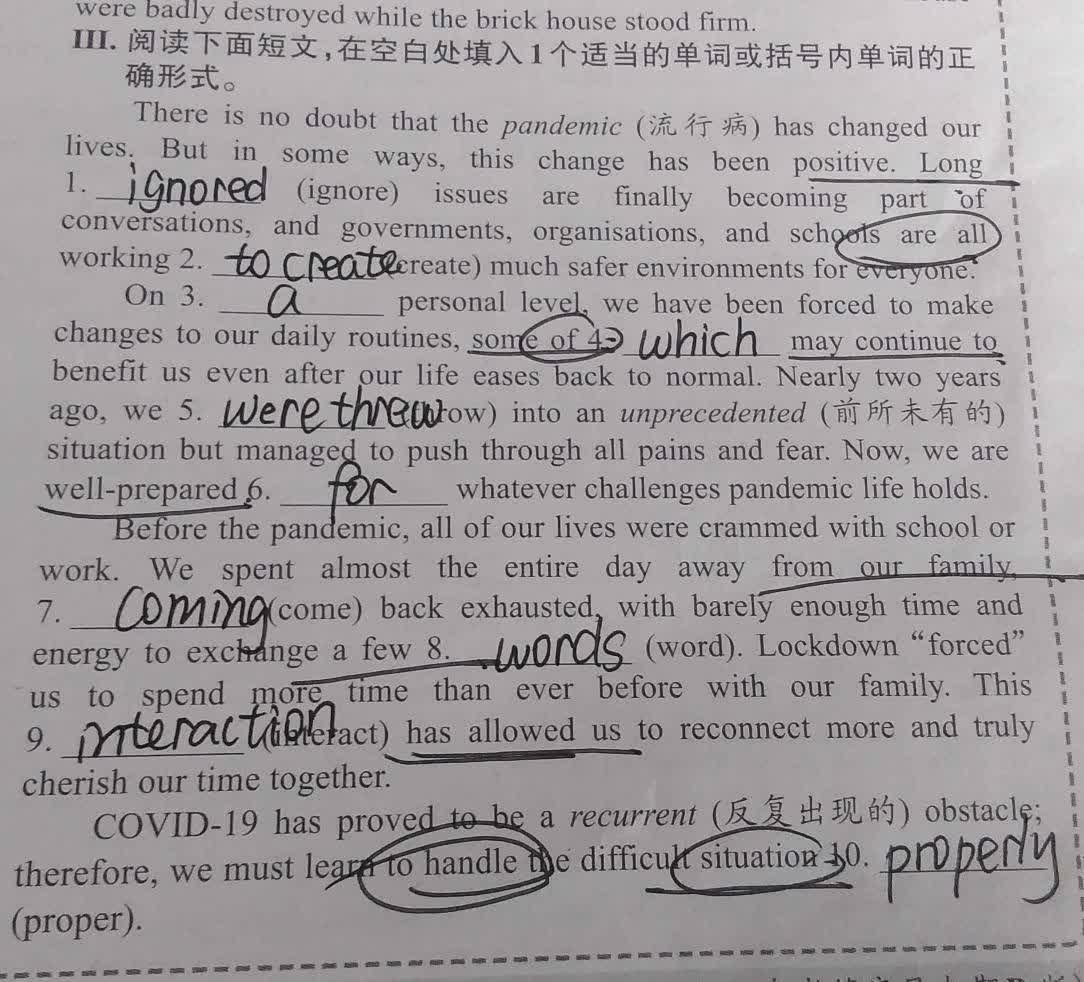 were badly destroyed while the brick house stood firm.
III. 阅读下面短文,在空白处填入1个适当的单词或括号内单词的正
确形式。
There is no doubt that the pandemic (流行病) has changed our
lives. But in some ways, this change has been positive. Long
1. ignored (ignore) issues are finally becoming part of
conversations, and governments, organisations, and schools are all
working 2. to create (create) much safer environments for everyone.
On 3. a personal level, we have been forced to make
changes to our daily routines, some of 4. which may continue to
benefit us even after our life eases back to normal. Nearly two years
ago, we 5. were threw (throw) into an unprecedented (前所未有的)
situation but managed to push through all pains and fear. Now, we are
well-prepared 6. for whatever challenges pandemic life holds.
Before the pandemic, all of our lives were crammed with school or
work. We spent almost the entire day away from our family,
7. coming (come) back exhausted, with barely enough time and
energy to exchange a few 8. words (word). Lockdown “forced”
us to spend more time than ever before with our family. This
9. interaction (interact) has allowed us to reconnect more and truly
cherish our time together.
COVID-19 has proved to be a recurrent (反复出现的) obstacle;
therefore, we must learn to handle the difficult situation 10. properly
(proper).